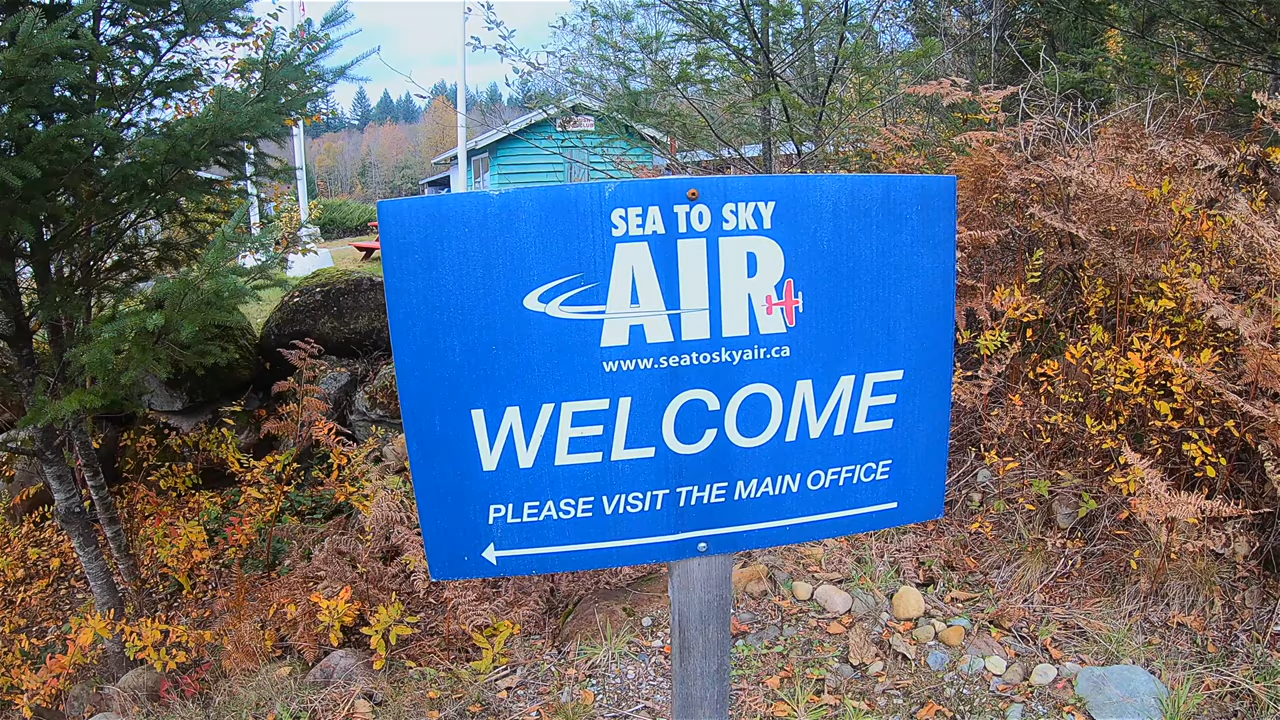 SEA TO SKY
AIR
www.seatoskyair.ca
WELCOME
PLEASE VISIT THE MAIN OFFICE